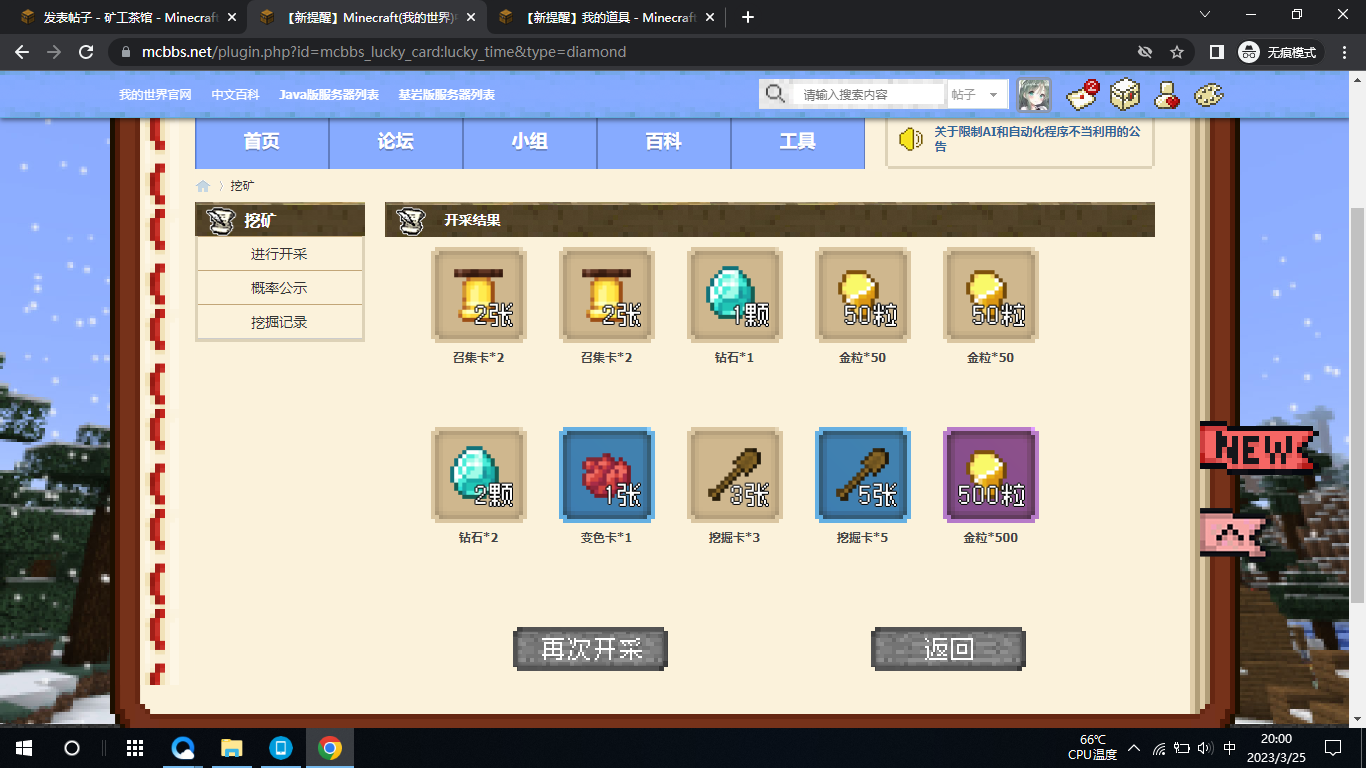 发表帖子 - 矿工茶馆 - Minecraft
【新提醒】Minecraft(我的世界)
【新提醒】我的道具 - Minecraft
mcbbs.net/plugin.php?id=mcbbs_lucky_card:lucky_time&type=diamond
无痕模式
我的世界官网 中文百科 Java版服务器列表 基岩版服务器列表
请输入搜索内容 帖子
2
首页 论坛 小组 百科 工具
关于限制AI和自动化程序不当利用的公
告
挖矿
挖矿
进行开采
概率公示
挖掘记录
开采结果
2张 2张 1颗 50粒 50粒
召集卡*2 召集卡*2 钻石*1 金粒*50 金粒*50
2颗 1张 3张 5张 500粒
钻石*2 变色卡*1 挖掘卡*3 挖掘卡*5 金粒*500
NEW
再次开采 返回
66℃
CPU温度
中
20:00
2023/3/25